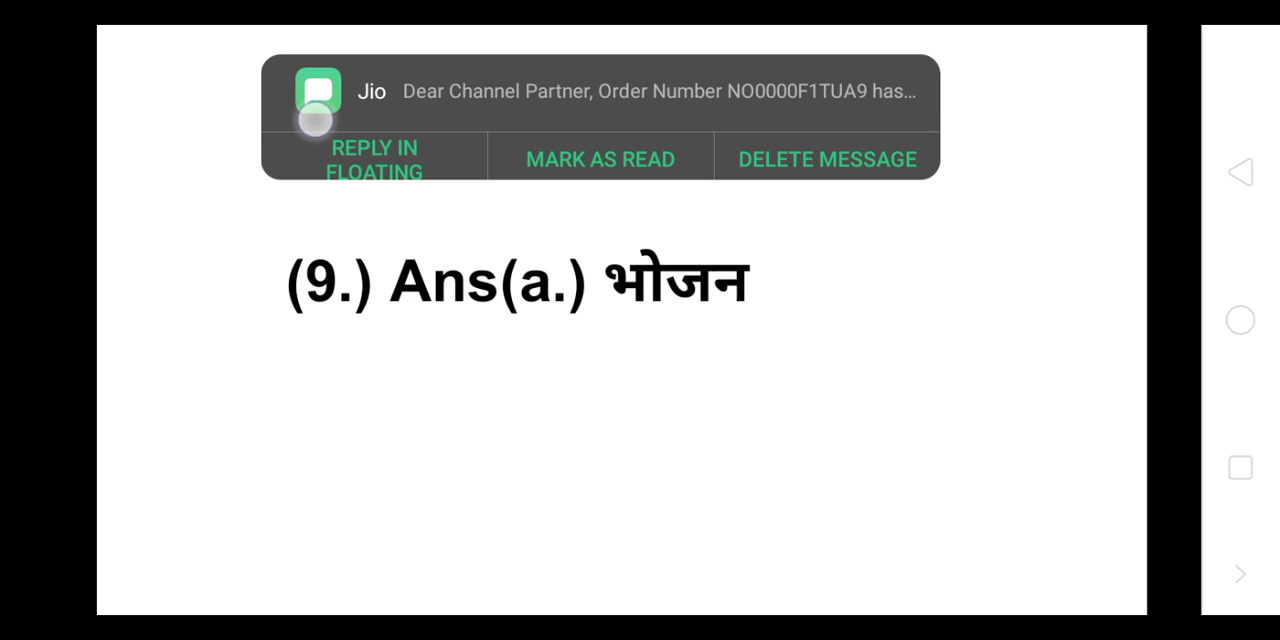 Jio Dear Channel Partner, Order Number NO0000F1TUA9 has...
REPLY IN
FLOATING
MARK AS READ
DELETE MESSAGE
(9.) Ans(a.) भोजन